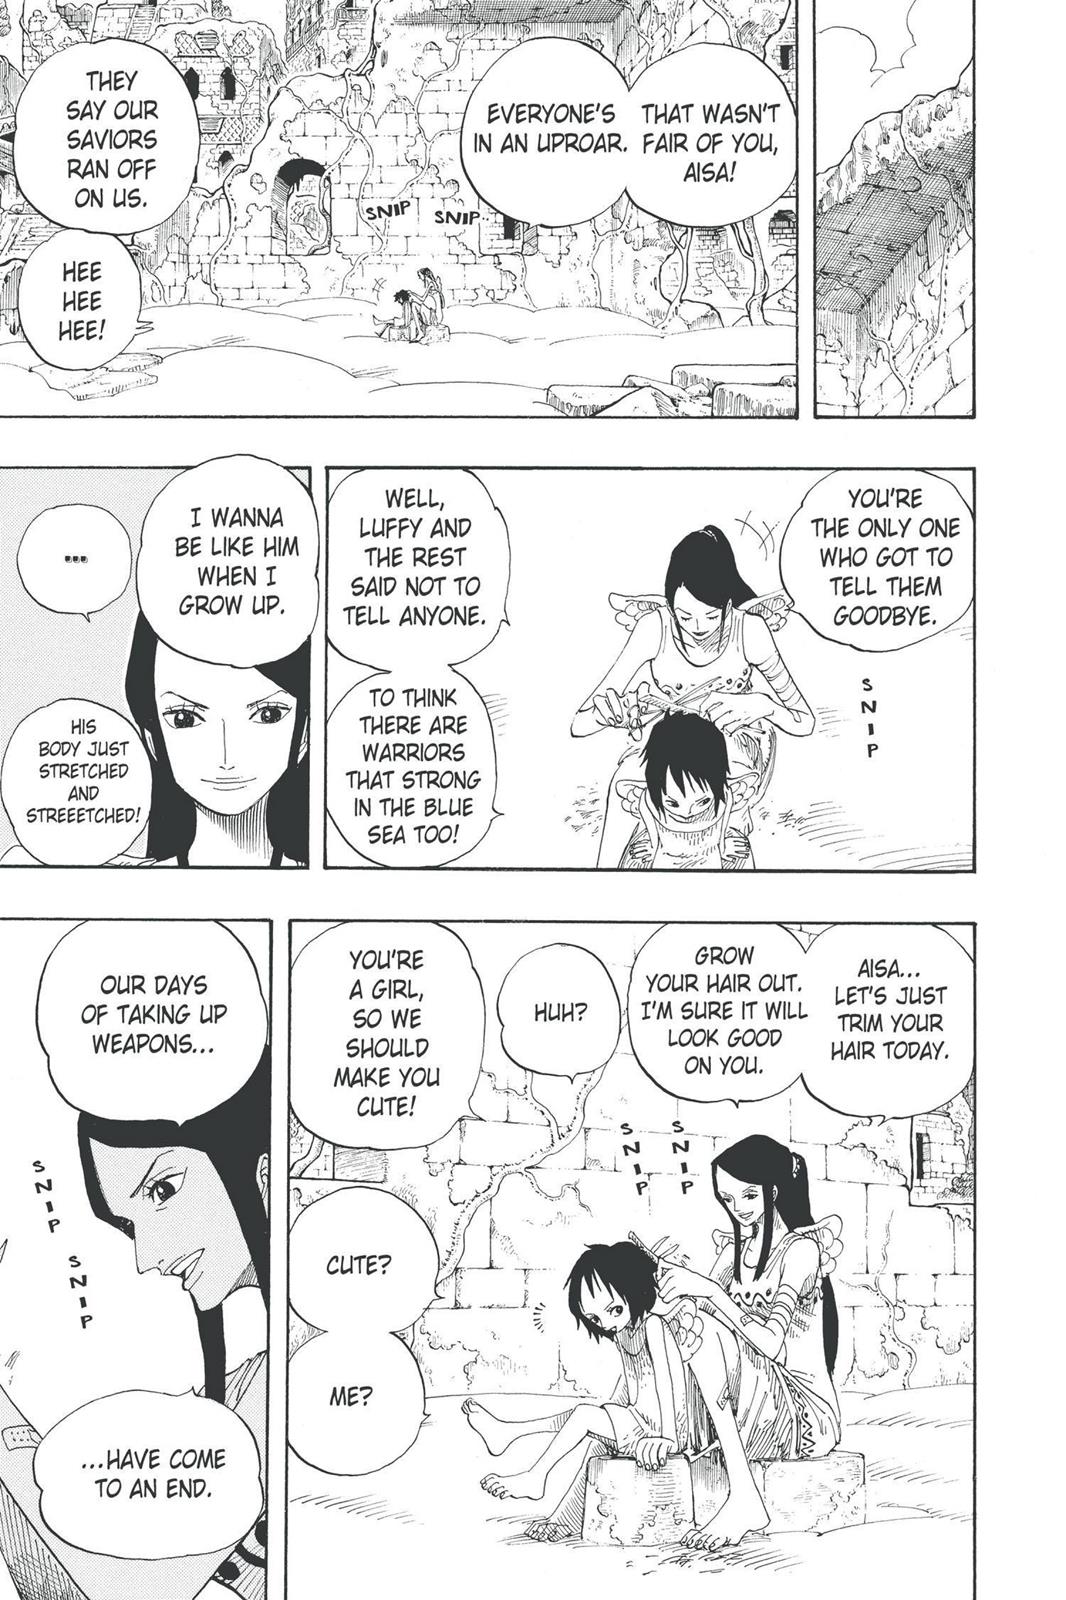 THAT WASN'T
FAIR OF YOU,
AISA!
EVERYONE'S
IN AN UPROAR.
SNIP
SNIP
THEY
SAY OUR
SAVIORS
RAN OFF
ON US.
HEE
HEE
HEE!
YOU'RE
THE ONLY ONE
WHO GOT TO
TELL THEM
GOODBYE.
SNIP
WELL,
LUFFY AND
THE REST
SAID NOT TO
TELL ANYONE.
TO THINK
THERE ARE
WARRIORS
THAT STRONG
IN THE BLUE
SEA TOO!
I WANNA
BE LIKE HIM
WHEN I
GROW UP.
...
HIS
BODY JUST
STRETCHED
AND
STREEETCHED!
AISA...
LET'S JUST
TRIM YOUR
HAIR TODAY.
GROW
YOUR HAIR OUT.
I'M SURE IT WILL
LOOK GOOD
ON YOU.
HUH?
SNIP
SNIP
YOU'RE
A GIRL,
SO WE
SHOULD
MAKE YOU
CUTE!
CUTE?
ME?
OUR DAYS
OF TAKING UP
WEAPONS...
SNIP
SNIP
...HAVE COME
TO AN END.